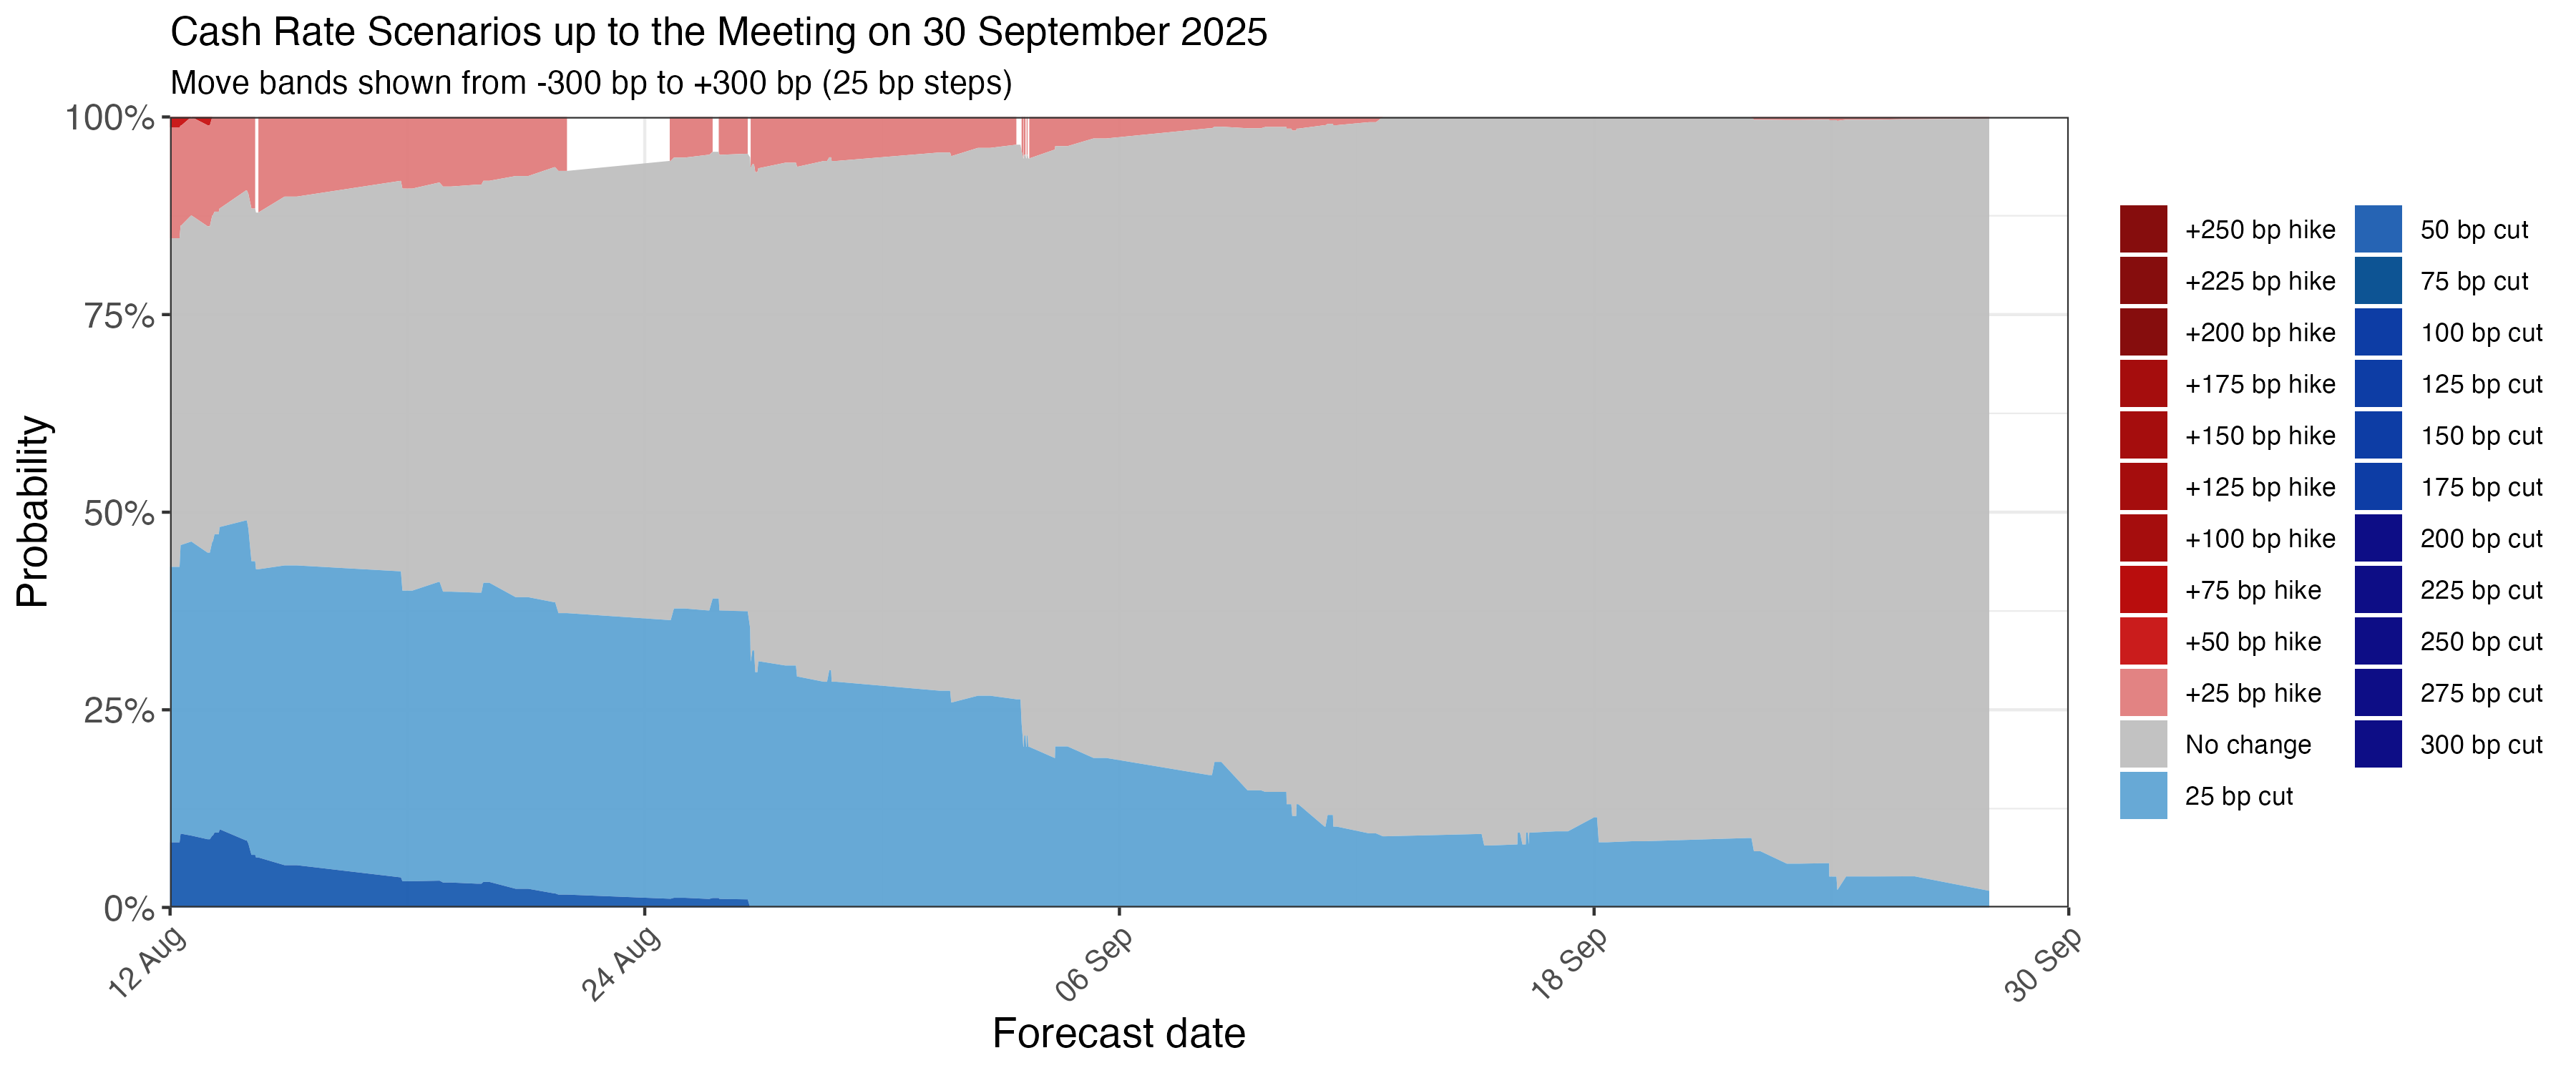 Cash Rate Scenarios up to the Meeting on 30 September 2025
Move bands shown from -300 bp to +300 bp (25 bp steps)
100%
75%
50%
25%
0%
Probability
12 Aug
24 Aug
06 Sep
18 Sep
30 Sep
Forecast date
+250 bp hike
+225 bp hike
+200 bp hike
+175 bp hike
+150 bp hike
+125 bp hike
+100 bp hike
+75 bp hike
+50 bp hike
+25 bp hike
No change
25 bp cut
50 bp cut
75 bp cut
100 bp cut
125 bp cut
150 bp cut
175 bp cut
200 bp cut
225 bp cut
250 bp cut
275 bp cut
300 bp cut